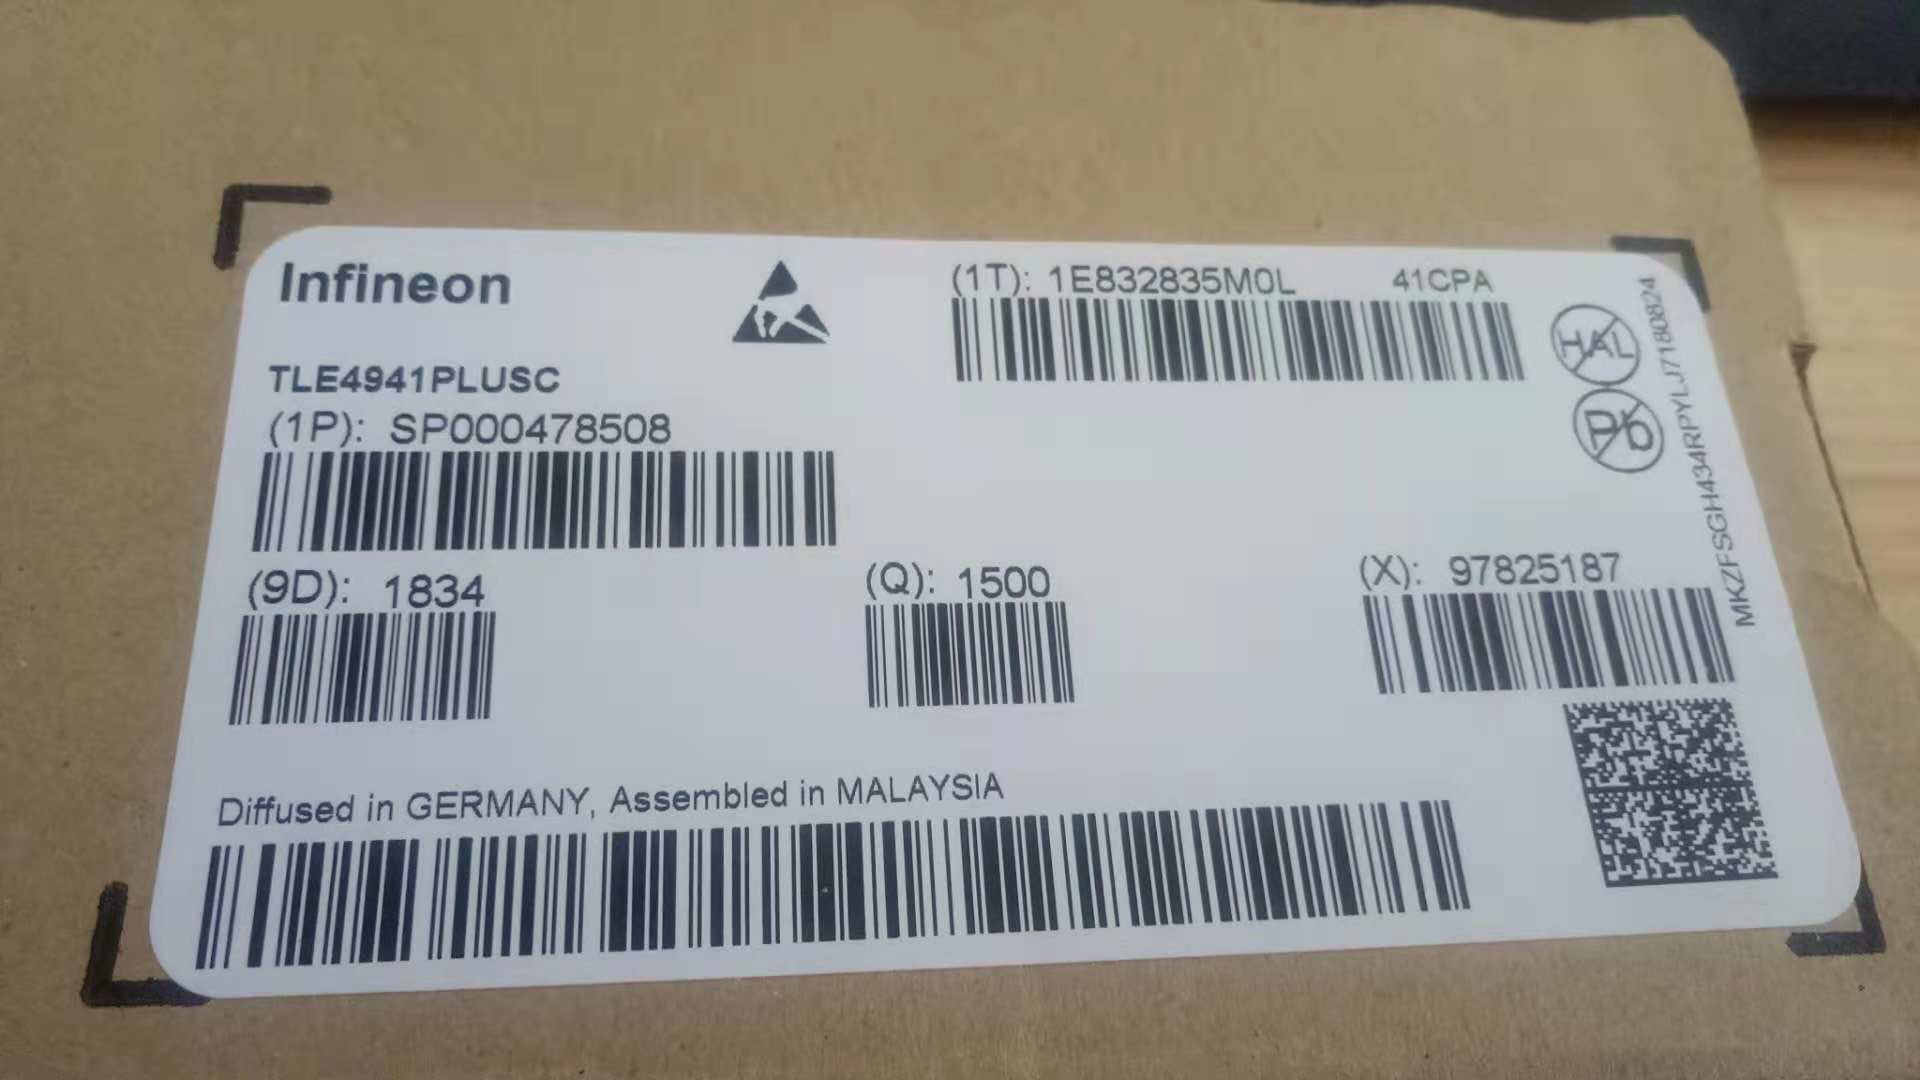 Infineon
TLE4941PLUSC
(1P): SP000478508
(1T): 1E832835M0L 41CPA
HAL
Pb
(9D): 1834
(Q): 1500
(X): 97825187
MKZFSGH434RPYLJ7180824
Diffused in GERMANY, Assembled in MALAYSIA